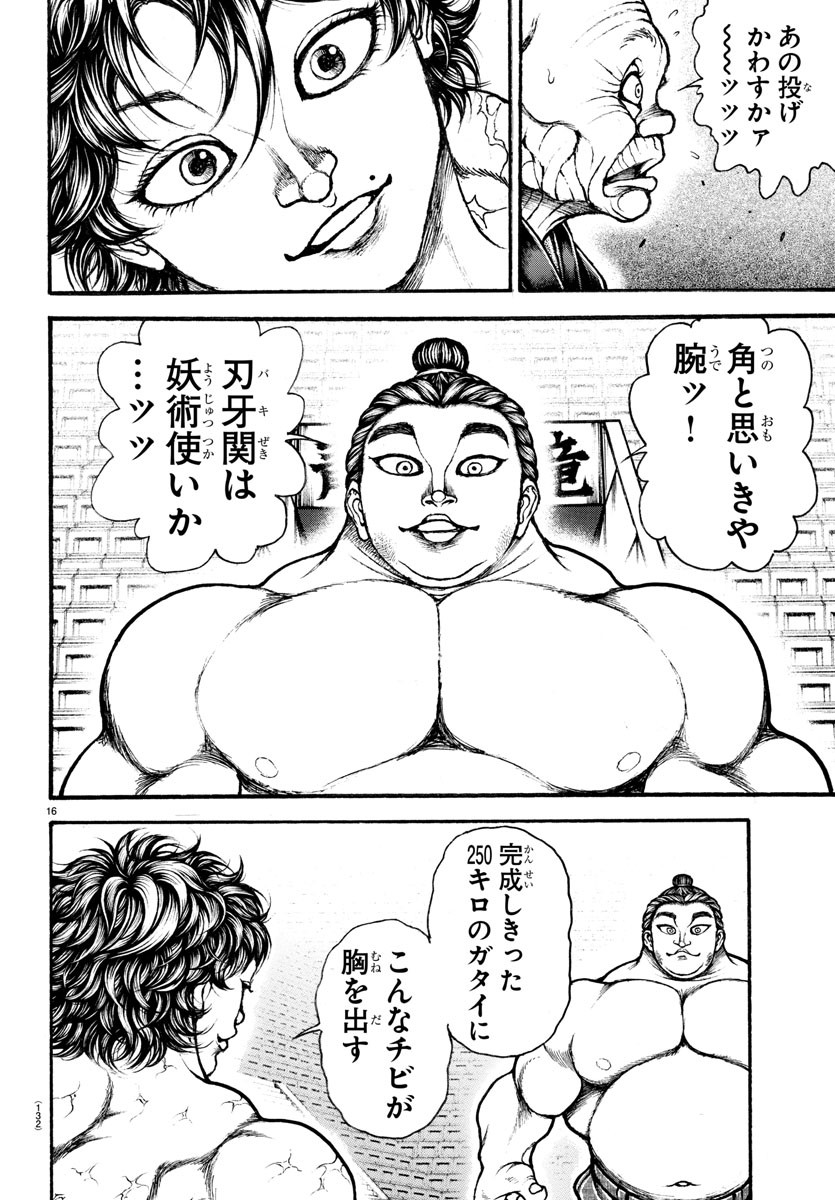 あの投げ
かわすかァ
〜〜ッッッ
角と思いきや
腕ッ！
刃牙関は
妖術使いか
…ッッ
竜
16
完成しきった
250キロのガタイに
こんなチビが
胸を出す
(132)